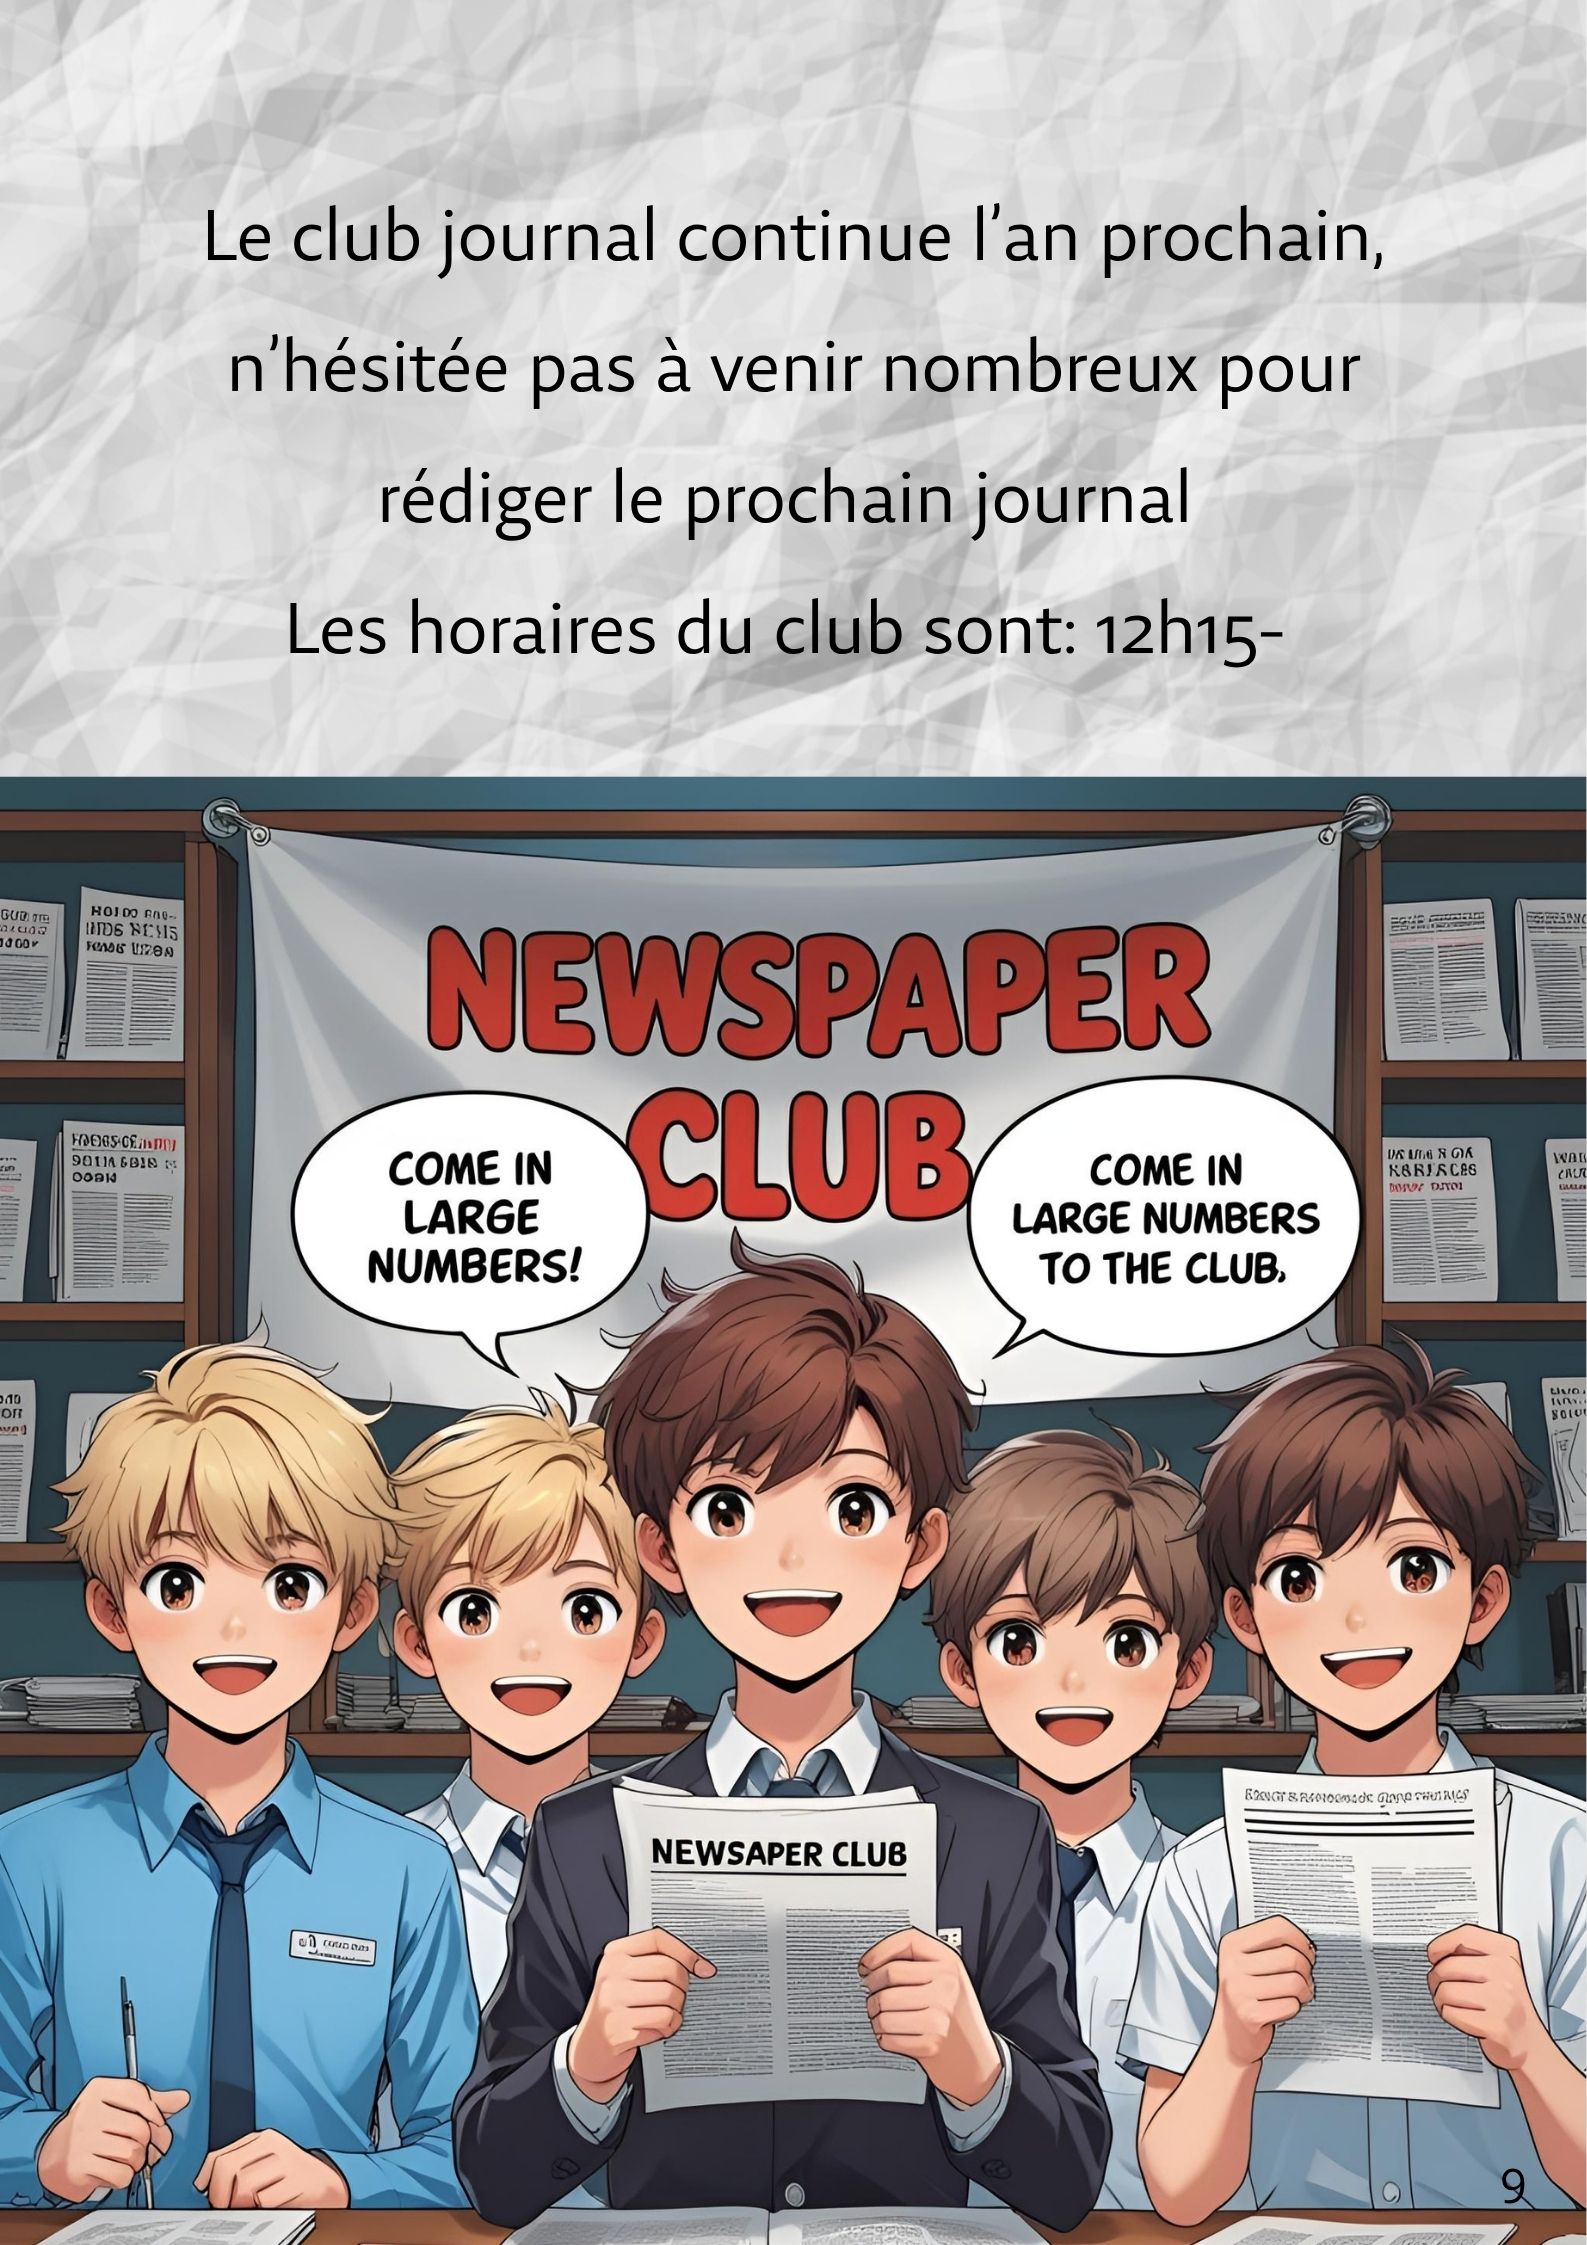 Le club journal continue l'an prochain,
n'hésitée pas à venir nombreux pour
rédiger le prochain journal
Les horaires du club sont: 12h15-
NEWSPAPER
CLUB
COME IN
LARGE
NUMBERS!
COME IN
LARGE NUMBERS
TO THE CLUB,
NEWSAPER CLUB
9